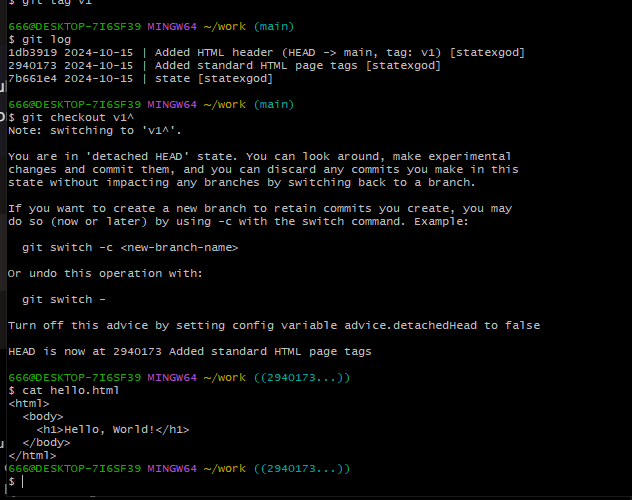 $ git tag v1
666@DESKTOP-7I6SF39 MINGW64 ~/work (main)
$ git log
1db3919 2024-10-15 | Added HTML header (HEAD -> main, tag: v1) [statexgod]
2940173 2024-10-15 | Added standard HTML page tags [statexgod]
7b661e4 2024-10-15 | state [statexgod]
666@DESKTOP-7I6SF39 MINGW64 ~/work (main)
$ git checkout v1^
Note: switching to 'v1^'.
You are in 'detached HEAD' state. You can look around, make experimental
changes and commit them, and you can discard any commits you make in this
state without impacting any branches by switching back to a branch.
If you want to create a new branch to retain commits you create, you may
do so (now or later) by using -c with the switch command. Example:
git switch -c <new-branch-name>
Or undo this operation with:
git switch -
Turn off this advice by setting config variable advice.detachedHead to false
HEAD is now at 2940173 Added standard HTML page tags
666@DESKTOP-7I6SF39 MINGW64 ~/work ((2940173...))
$ cat hello.html
<html>
  <body>
    <h1>Hello, World!</h1>
  </body>
</html>
666@DESKTOP-7I6SF39 MINGW64 ~/work ((2940173...))
$